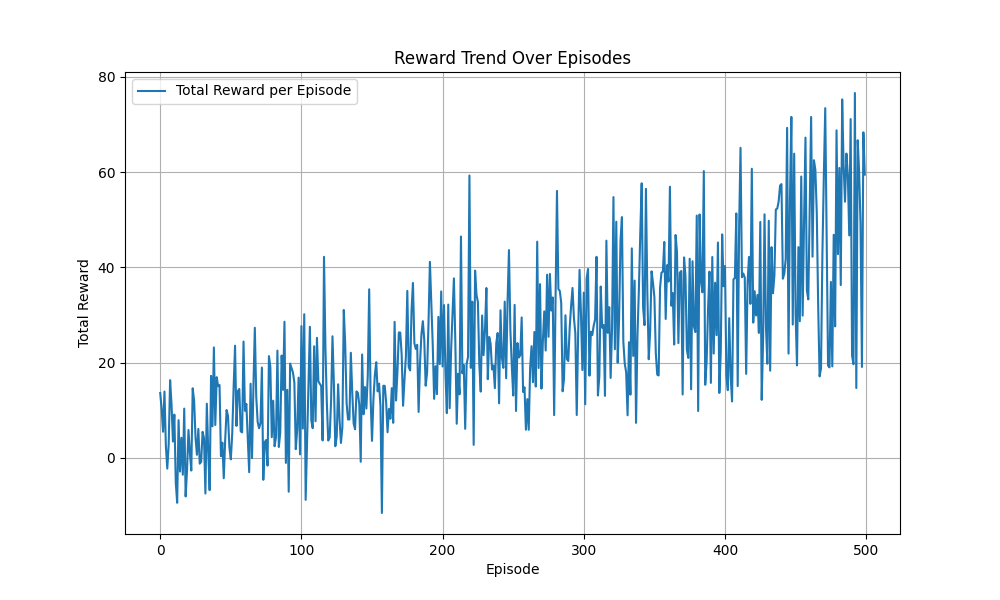 Reward Trend Over Episodes
Total Reward per Episode
Total Reward
80
60
40
20
0
0 100 200 300 400 500
Episode